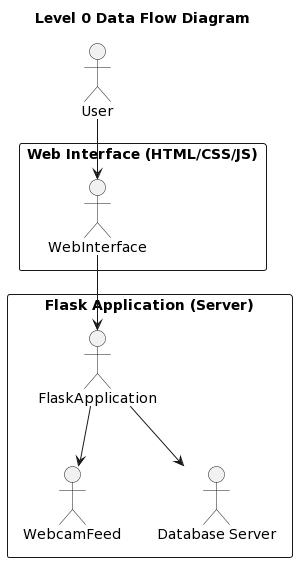 Level 0 Data Flow Diagram
User
Web Interface (HTML/CSS/JS)
WebInterface
Flask Application (Server)
FlaskApplication
WebcamFeed
Database Server